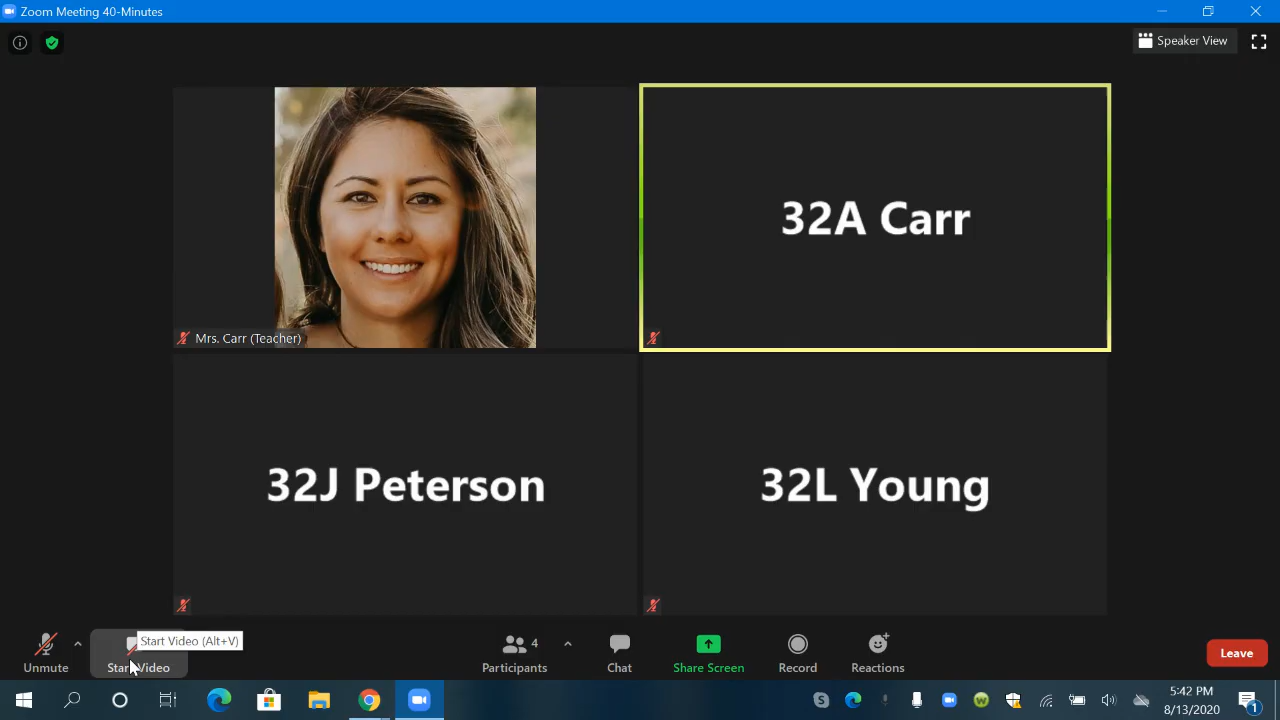 Zoom Meeting 40-Minutes
Speaker View
32A Carr
Mrs. Carr (Teacher)
32J Peterson
32L Young
Start Video (Alt+V)
4
Unmute
Start Video
Participants
Chat
Share Screen
Record
Reactions
Leave
5:42 PM
8/13/2020
1